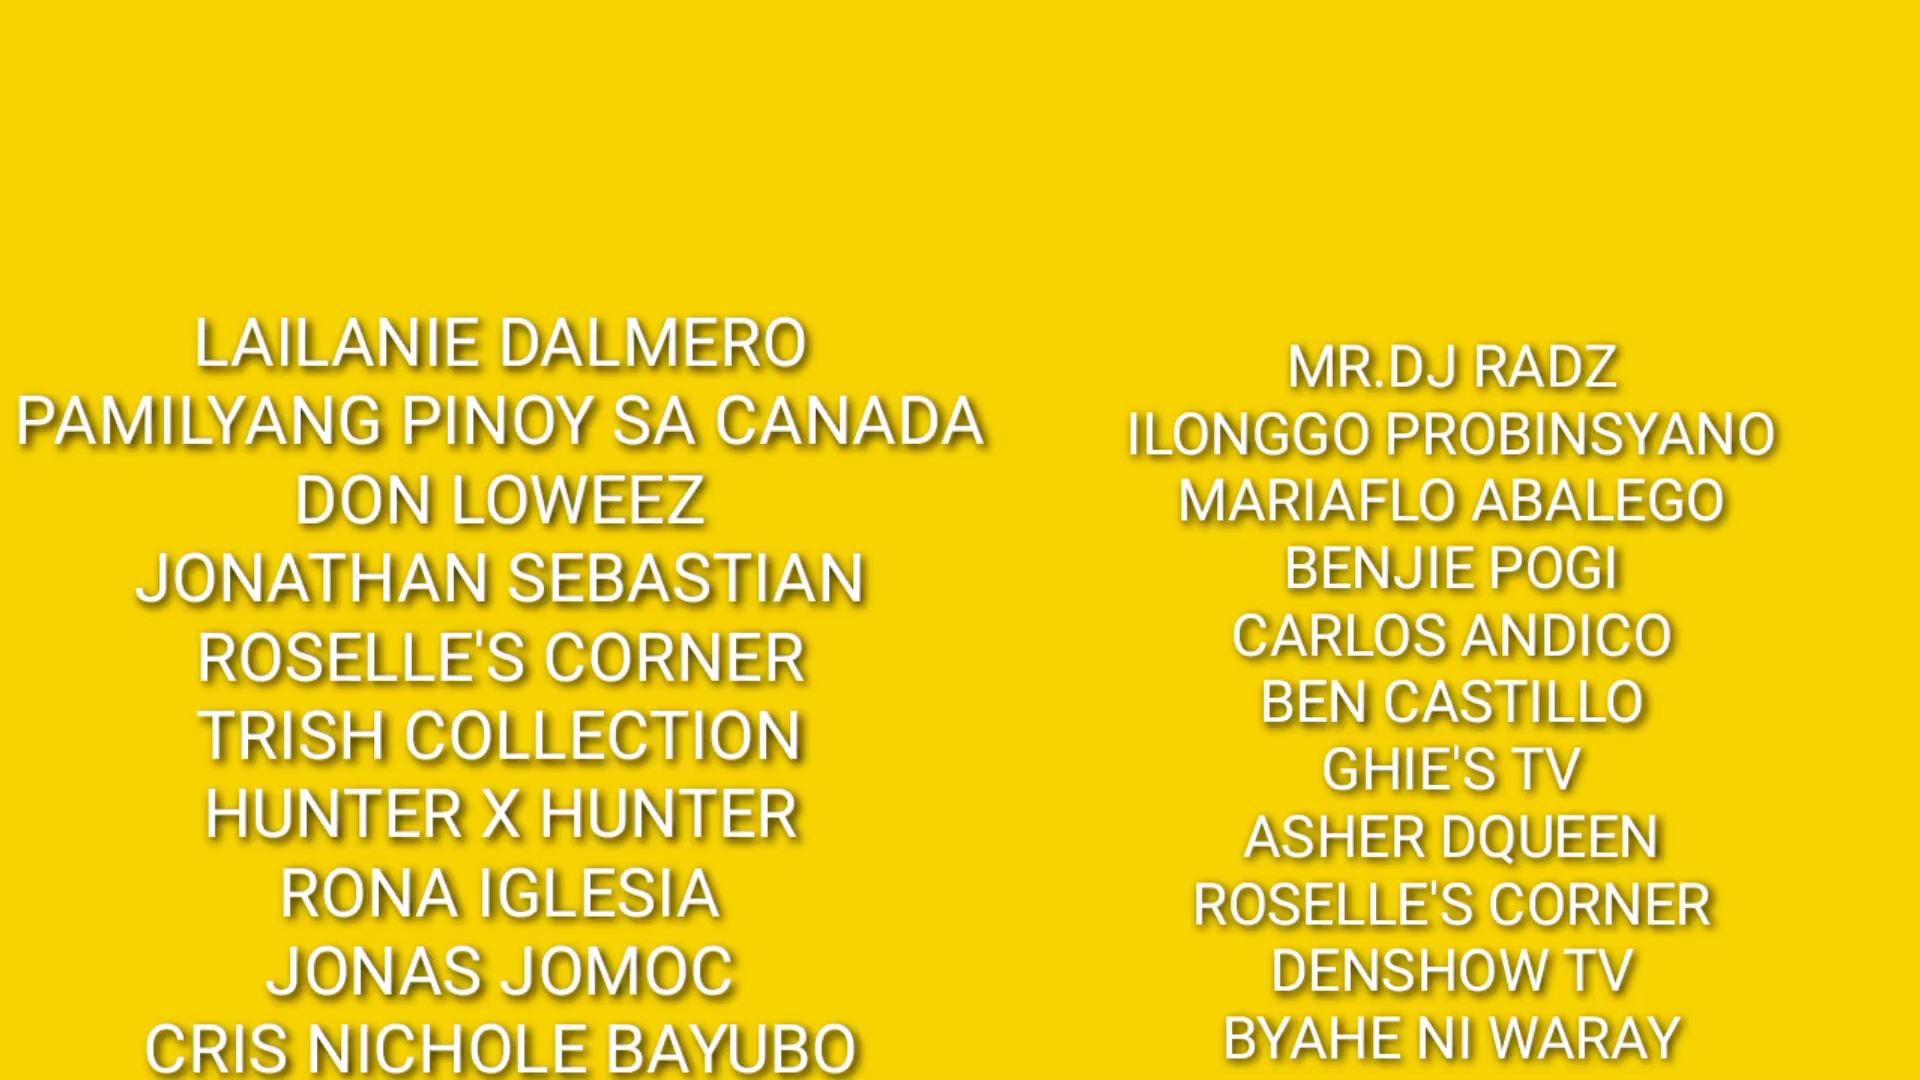 LAILANIE DALMERO
PAMILYANG PINOY SA CANADA
DON LOWEEZ
JONATHAN SEBASTIAN
ROSELLE'S CORNER
TRISH COLLECTION
HUNTER X HUNTER
RONA IGLESIA
JONAS JOMOC
CRIS NICHOLE BAYUBO
MR.DJ RADZ
ILONGGO PROBINSYANO
MARIAFLO ABALEGO
BENJIE POGI
CARLOS ANDICO
BEN CASTILLO
GHIE'S TV
ASHER DQUEEN
ROSELLE'S CORNER
DENSHOW TV
BYAHE NI WARAY